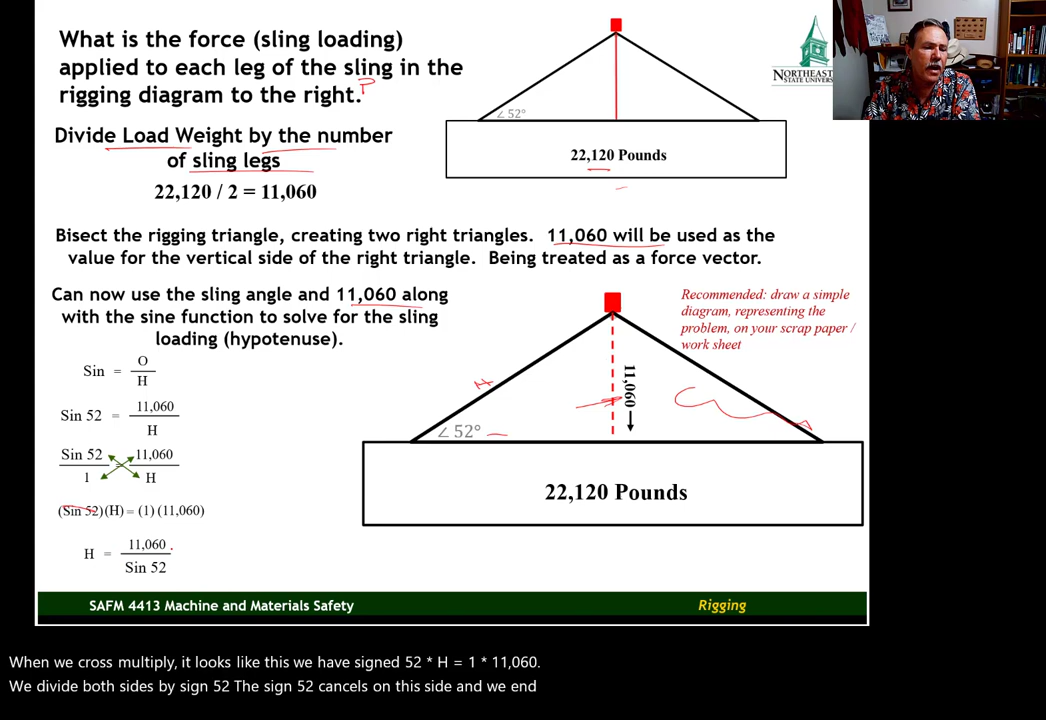 What is the force (sling loading)
applied to each leg of the sling in the
rigging diagram to the right.
P
Divide Load Weight by the number
of sling legs
22,120 / 2 = 11,060
∠ 52°
22,120 Pounds
NORTHEAST
STATE UNIVERS
Bisect the rigging triangle, creating two right triangles. 11,060 will be used as the
value for the vertical side of the right triangle. Being treated as a force vector.
Can now use the sling angle and 11,060 along
with the sine function to solve for the sling
loading (hypotenuse).
Recommended: draw a simple
diagram, representing the
problem, on your scrap paper /
work sheet
Sin = O
H
Sin 52 = 11,060
H
Sin 52 11,060
1 H
(Sin 52)(H) = (1) (11,060)
H = 11,060
Sin 52
H
11,060
∠ 52°
22,120 Pounds
SAFM 4413 Machine and Materials Safety
Rigging
When we cross multiply, it looks like this we have signed 52 * H = 1 * 11,060.
We divide both sides by sign 52 The sign 52 cancels on this side and we end